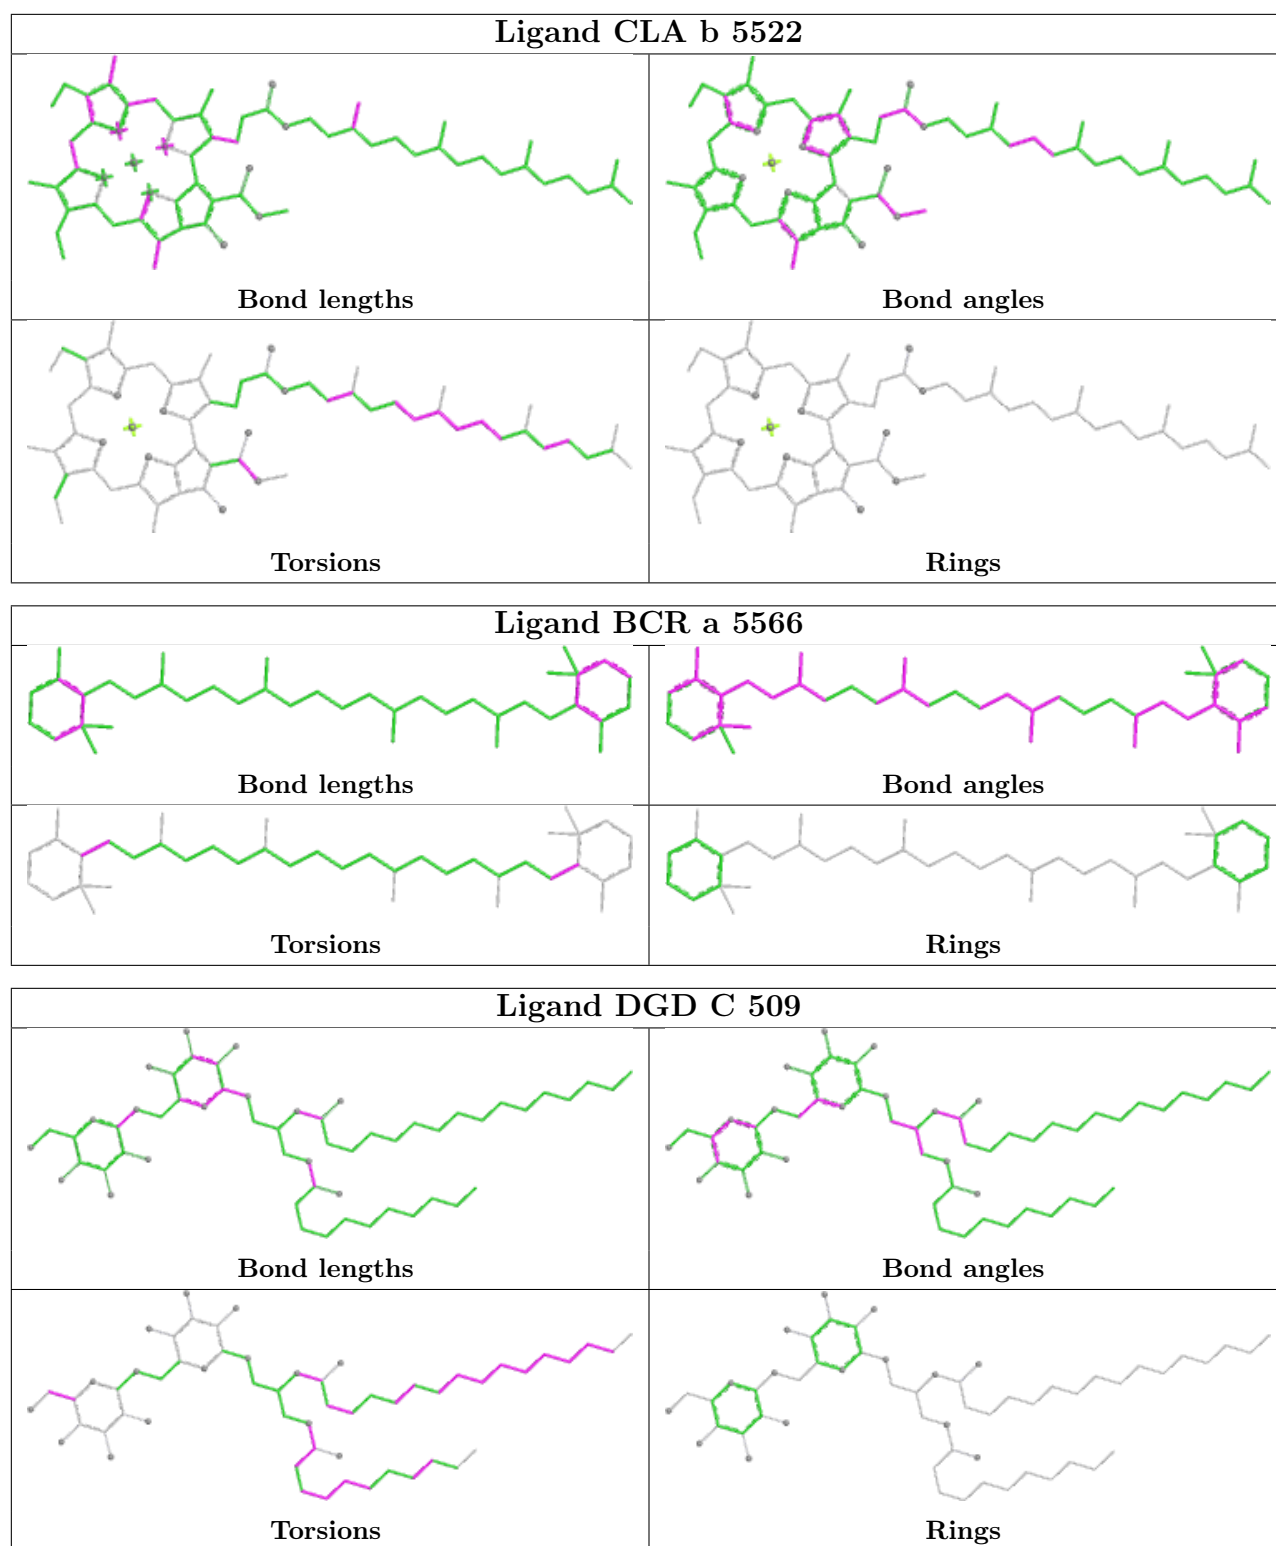 Ligand CLA b 5522
Bond lengths
Bond angles
Torsions
Rings
Ligand BCR a 5566
Bond lengths
Bond angles
Torsions
Rings
Ligand DGD C 509
Bond lengths
Bond angles
Torsions
Rings